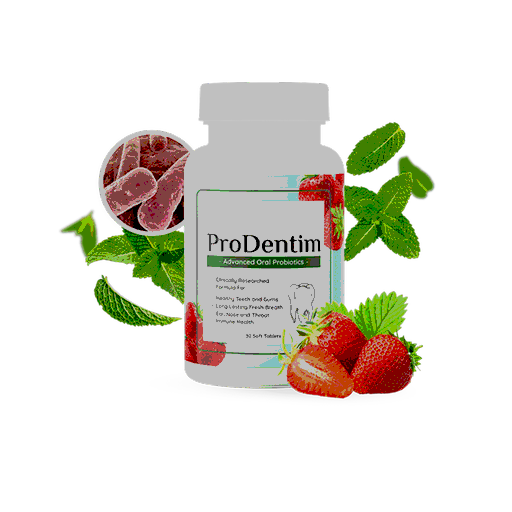 ProDentim
Advanced Oral Probiotics
Clinically Researched
Formula For
Healthy Teeth and Gums
Long Lasting Fresh Breath
Ear, Nose and Throat
Immune Health
30 Soft Tablets